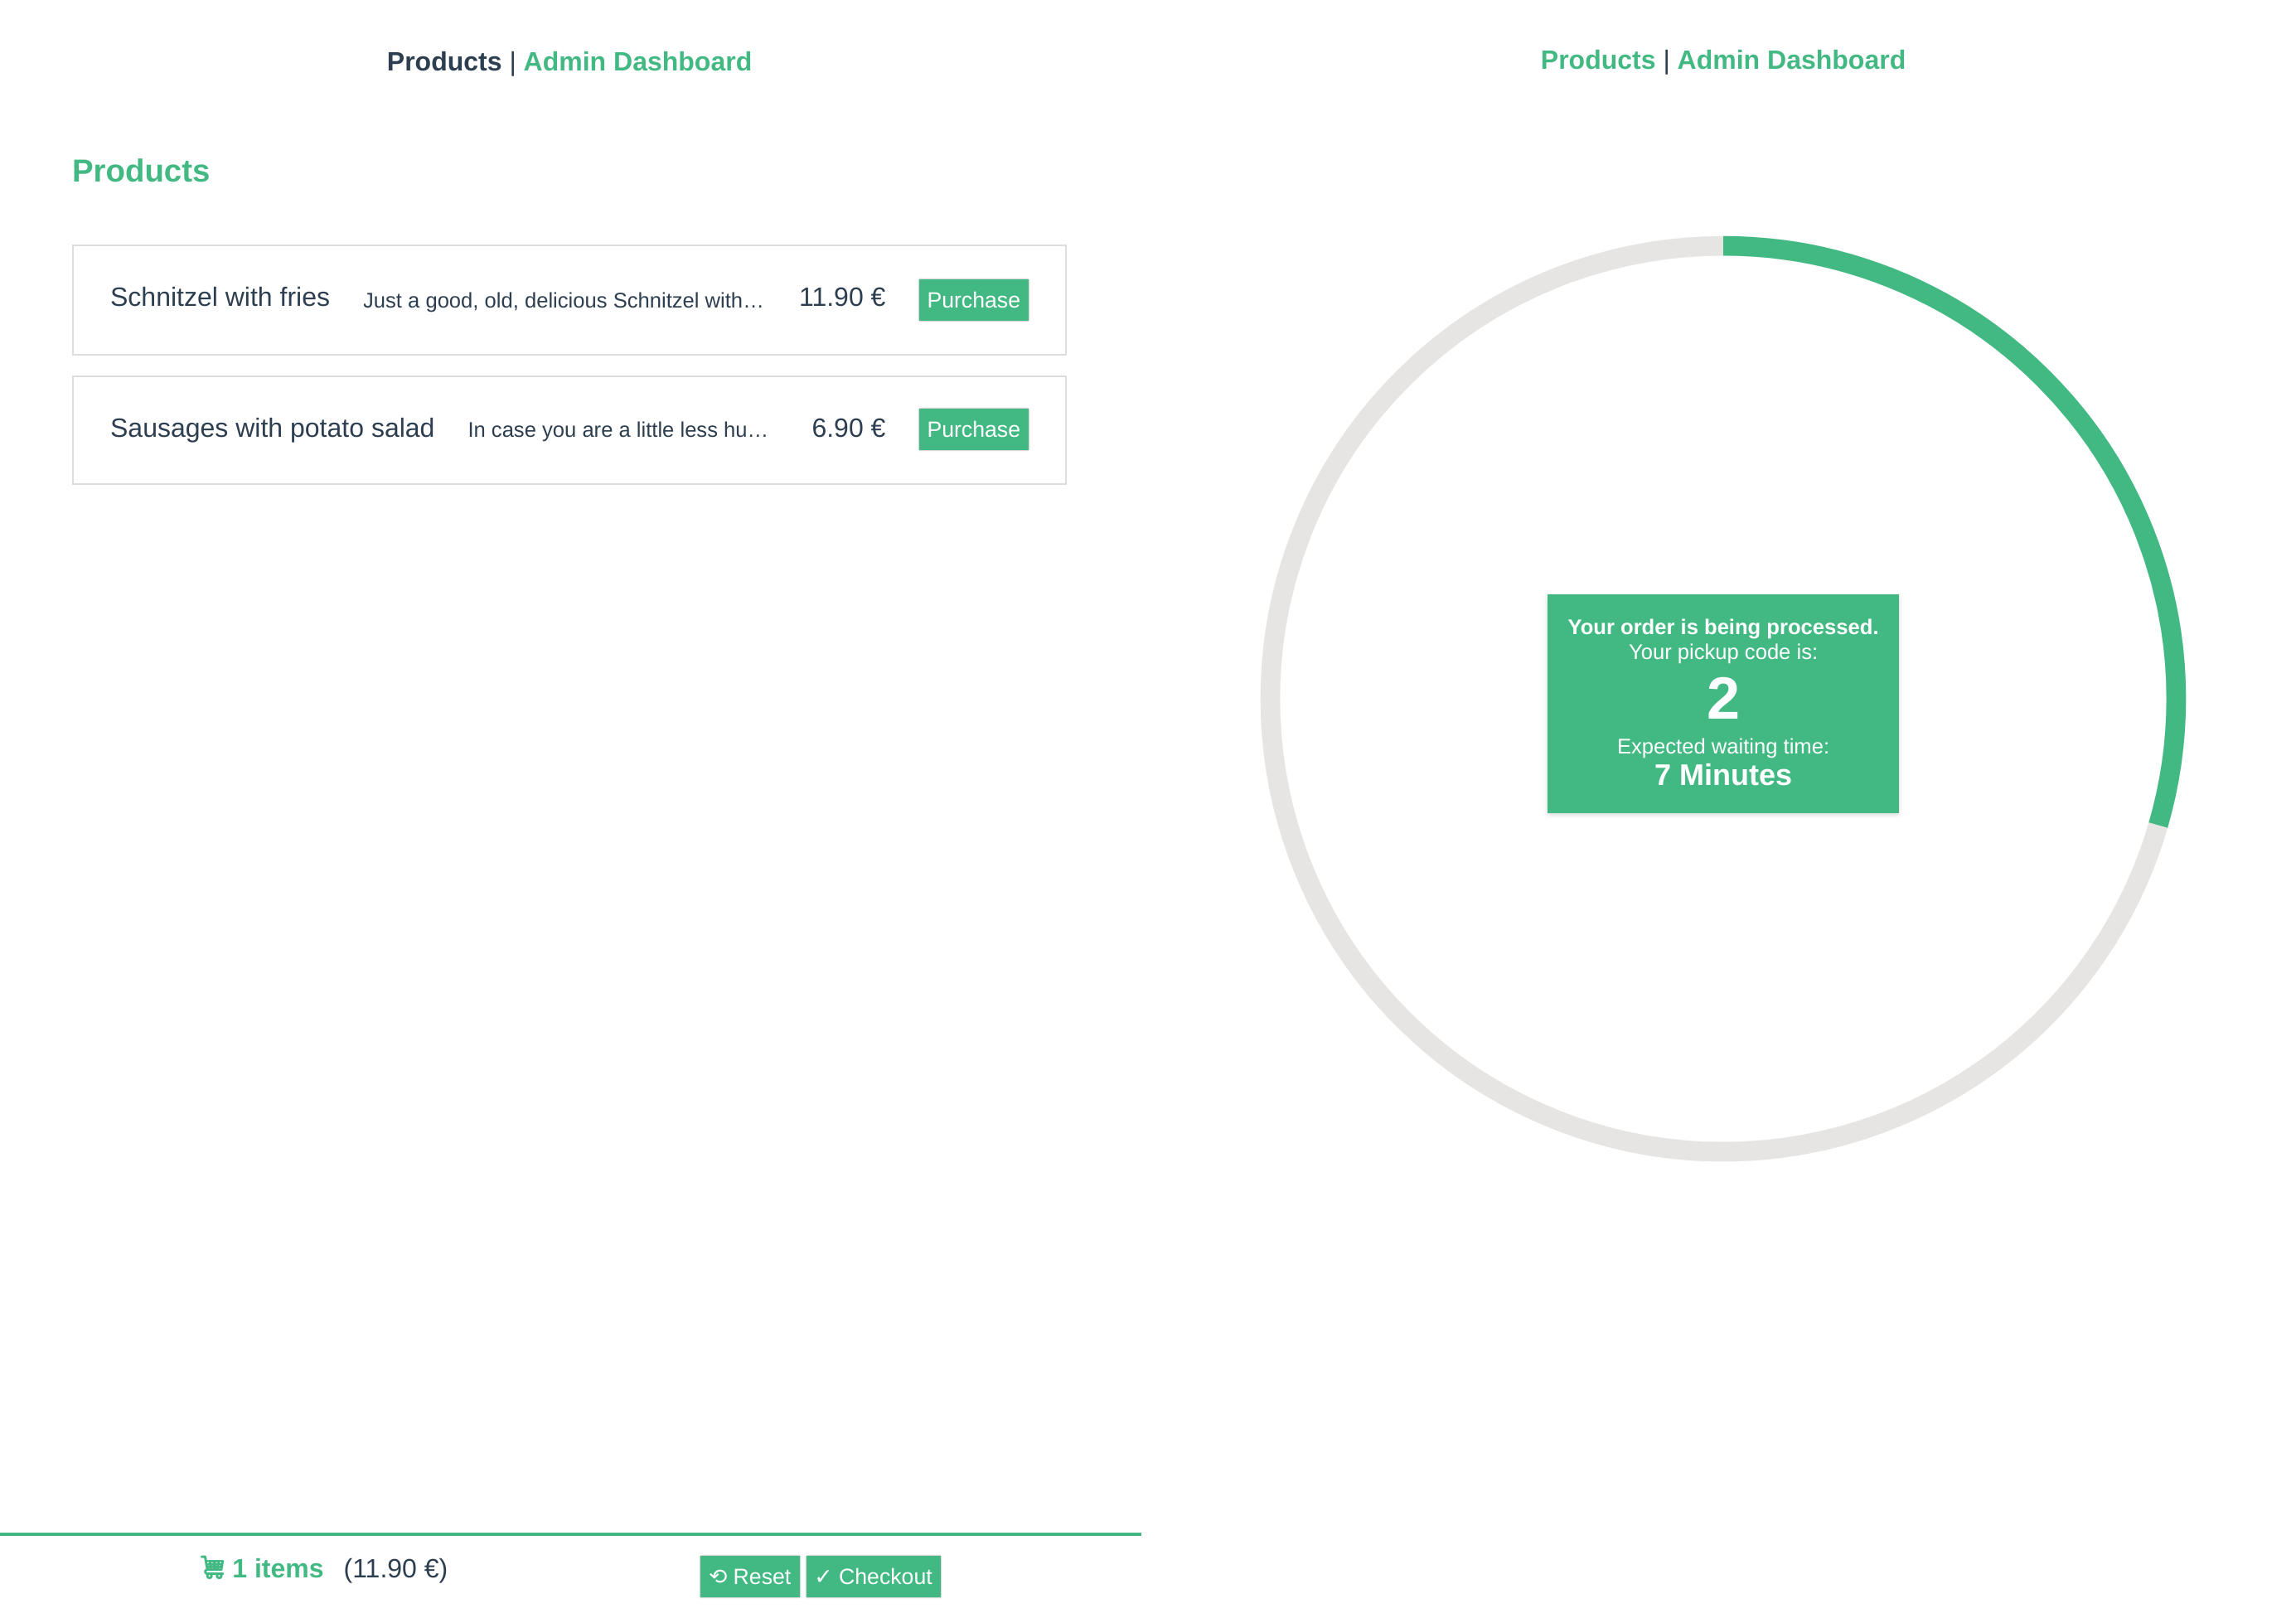 Products | Admin Dashboard
Products
Schnitzel with fries Just a good, old, delicious Schnitzel with… 11.90 € Purchase
Sausages with potato salad In case you are a little less hu… 6.90 € Purchase
1 items (11.90 €) ⟲ Reset ✓ Checkout
Products | Admin Dashboard
Your order is being processed.
Your pickup code is:
2
Expected waiting time:
7 Minutes